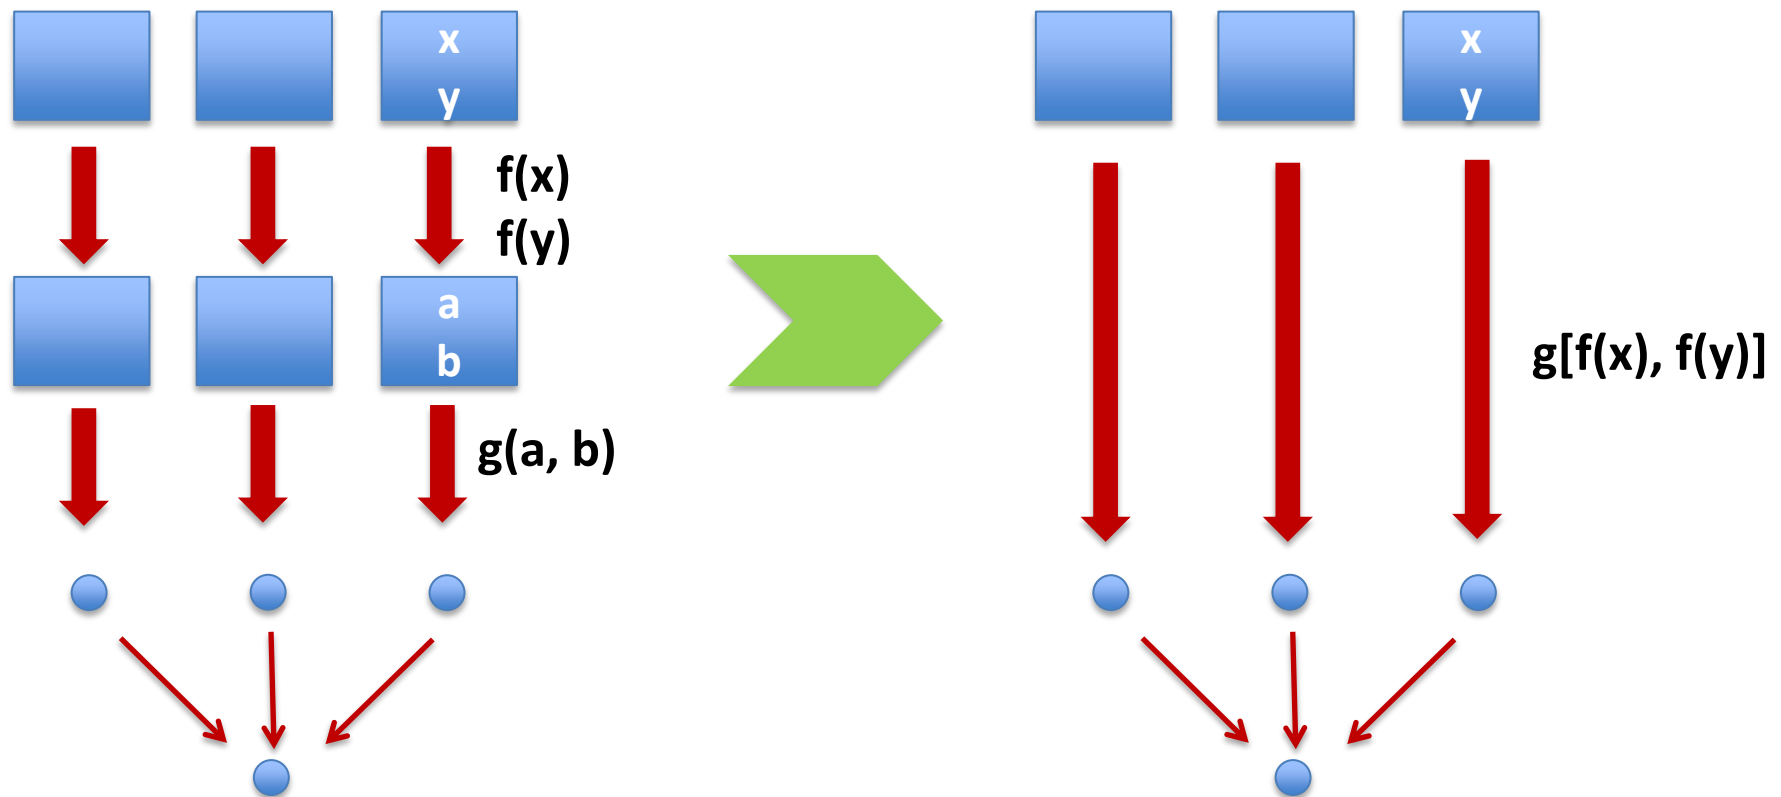 x
y
f(x)
f(y)
a
b
g(a, b)
x
y
g[f(x), f(y)]